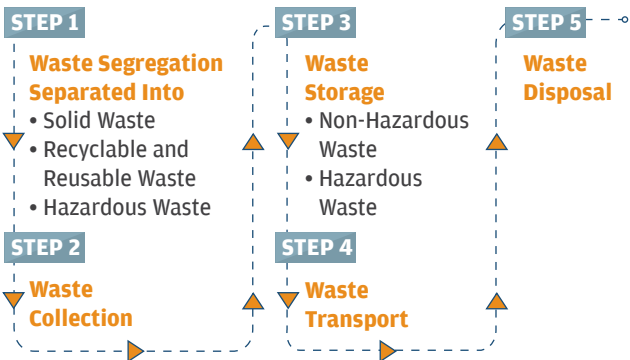 STEP 1
Waste Segregation
Separated Into
• Solid Waste
• Recyclable and
Reusable Waste
• Hazardous Waste
STEP 2
Waste
Collection
STEP 3
Waste
Storage
• Non-Hazardous
Waste
• Hazardous
Waste
STEP 4
Waste
Transport
STEP 5
Waste
Disposal